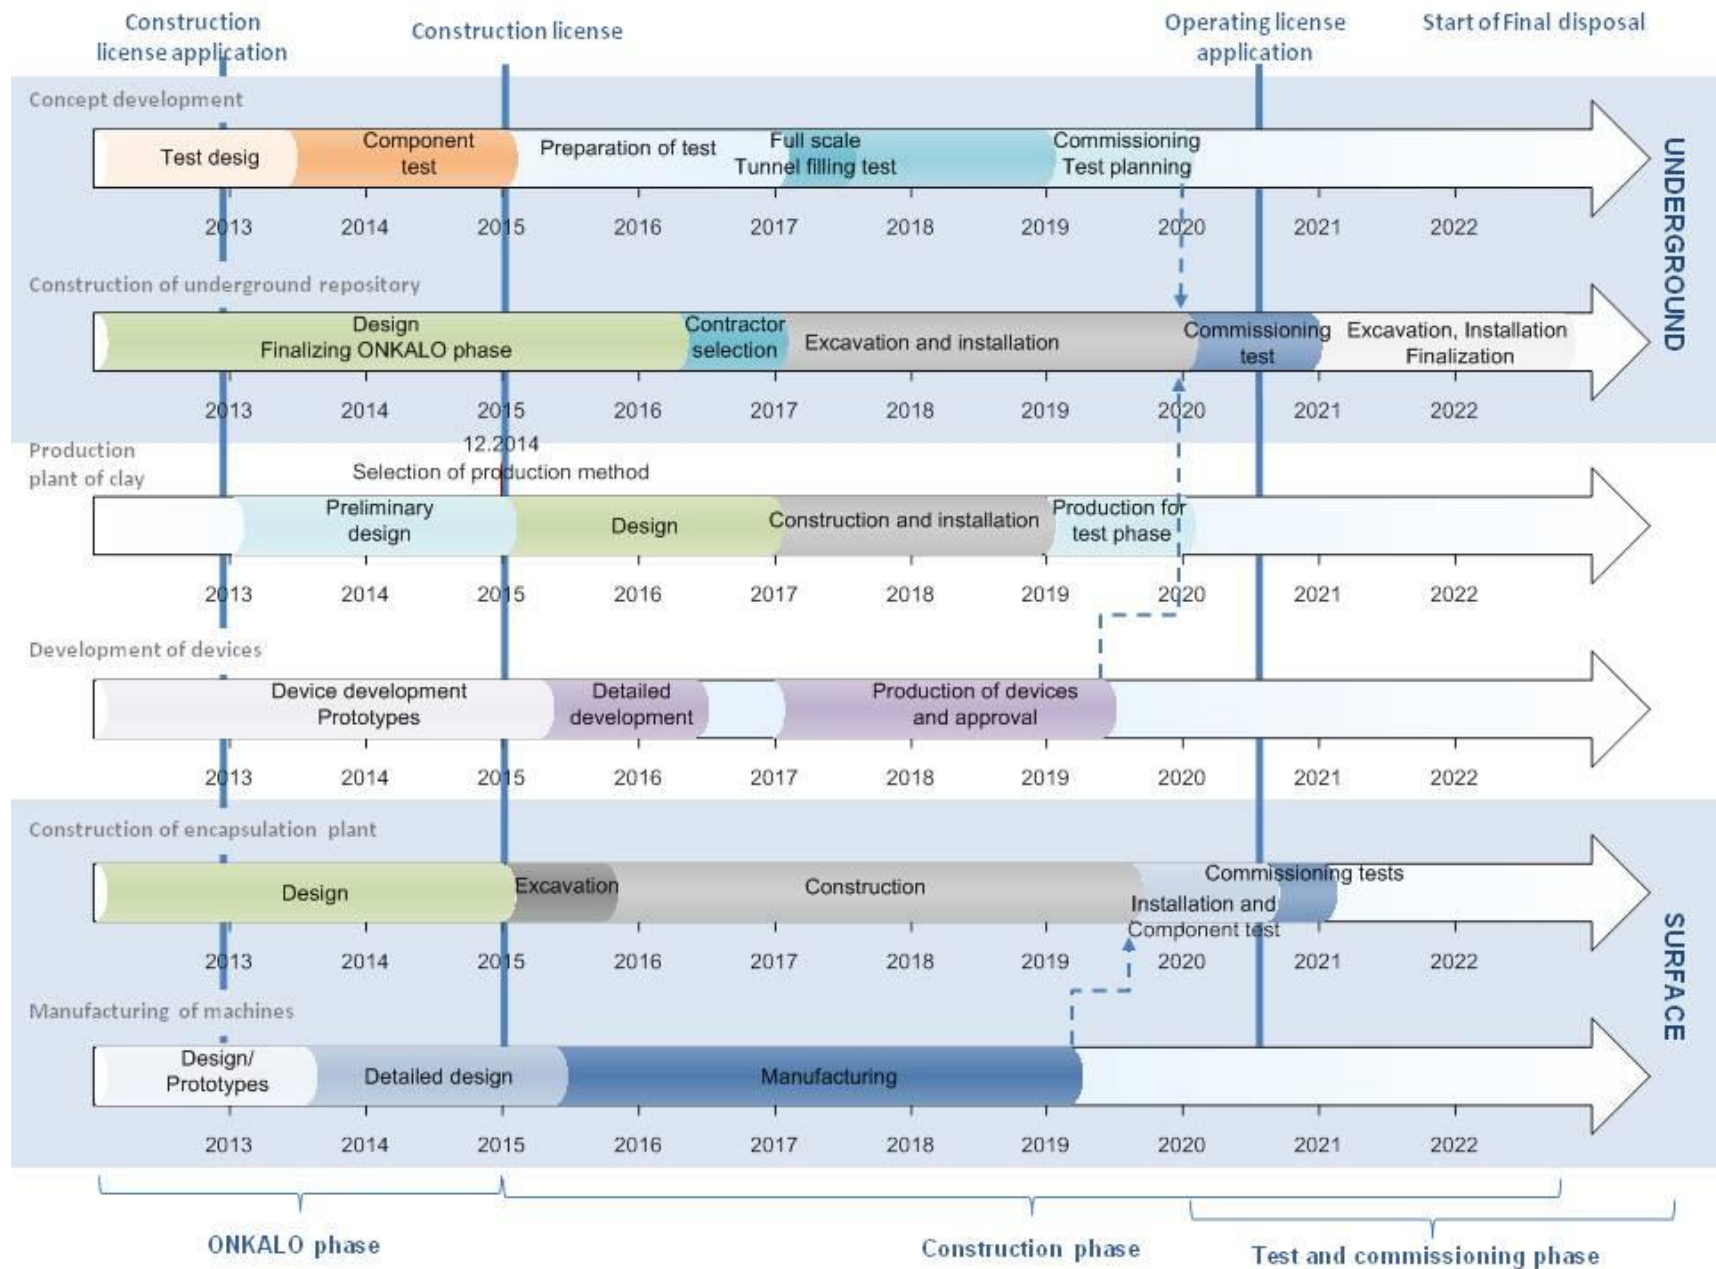 Construction
license application
Construction license
Operating license
application
Start of Final disposal
Concept development
Test desig
Component
test
Preparation of test
Full scale
Tunnel filling test
Commissioning
Test planning
2013 2014 2015 2016 2017 2018 2019 2020 2021 2022
UNDERGROUND
Construction of underground repository
Design
Finalizing ONKALO phase
Contractor
selection
Excavation and installation
Commissioning
test
Excavation, Installation
Finalization
2013 2014 2015 2016 2017 2018 2019 2020 2021 2022
Production
plant of clay
12.2014
Selection of production method
Preliminary
design
Design
Construction and installation
Production for
test phase
2013 2014 2015 2016 2017 2018 2019 2020 2021 2022
Development of devices
Device development
Prototypes
Detailed
development
Production of devices
and approval
2013 2014 2015 2016 2017 2018 2019 2020 2021 2022
Construction of encapsulation plant
Design
Excavation
Construction
Commissioning tests
Installation and
Component test
2013 2014 2015 2016 2017 2018 2019 2020 2021 2022
SURFACE
Manufacturing of machines
Design/
Prototypes
Detailed design
Manufacturing
2013 2014 2015 2016 2017 2018 2019 2020 2021 2022
ONKALO phase
Construction phase
Test and commissioning phase